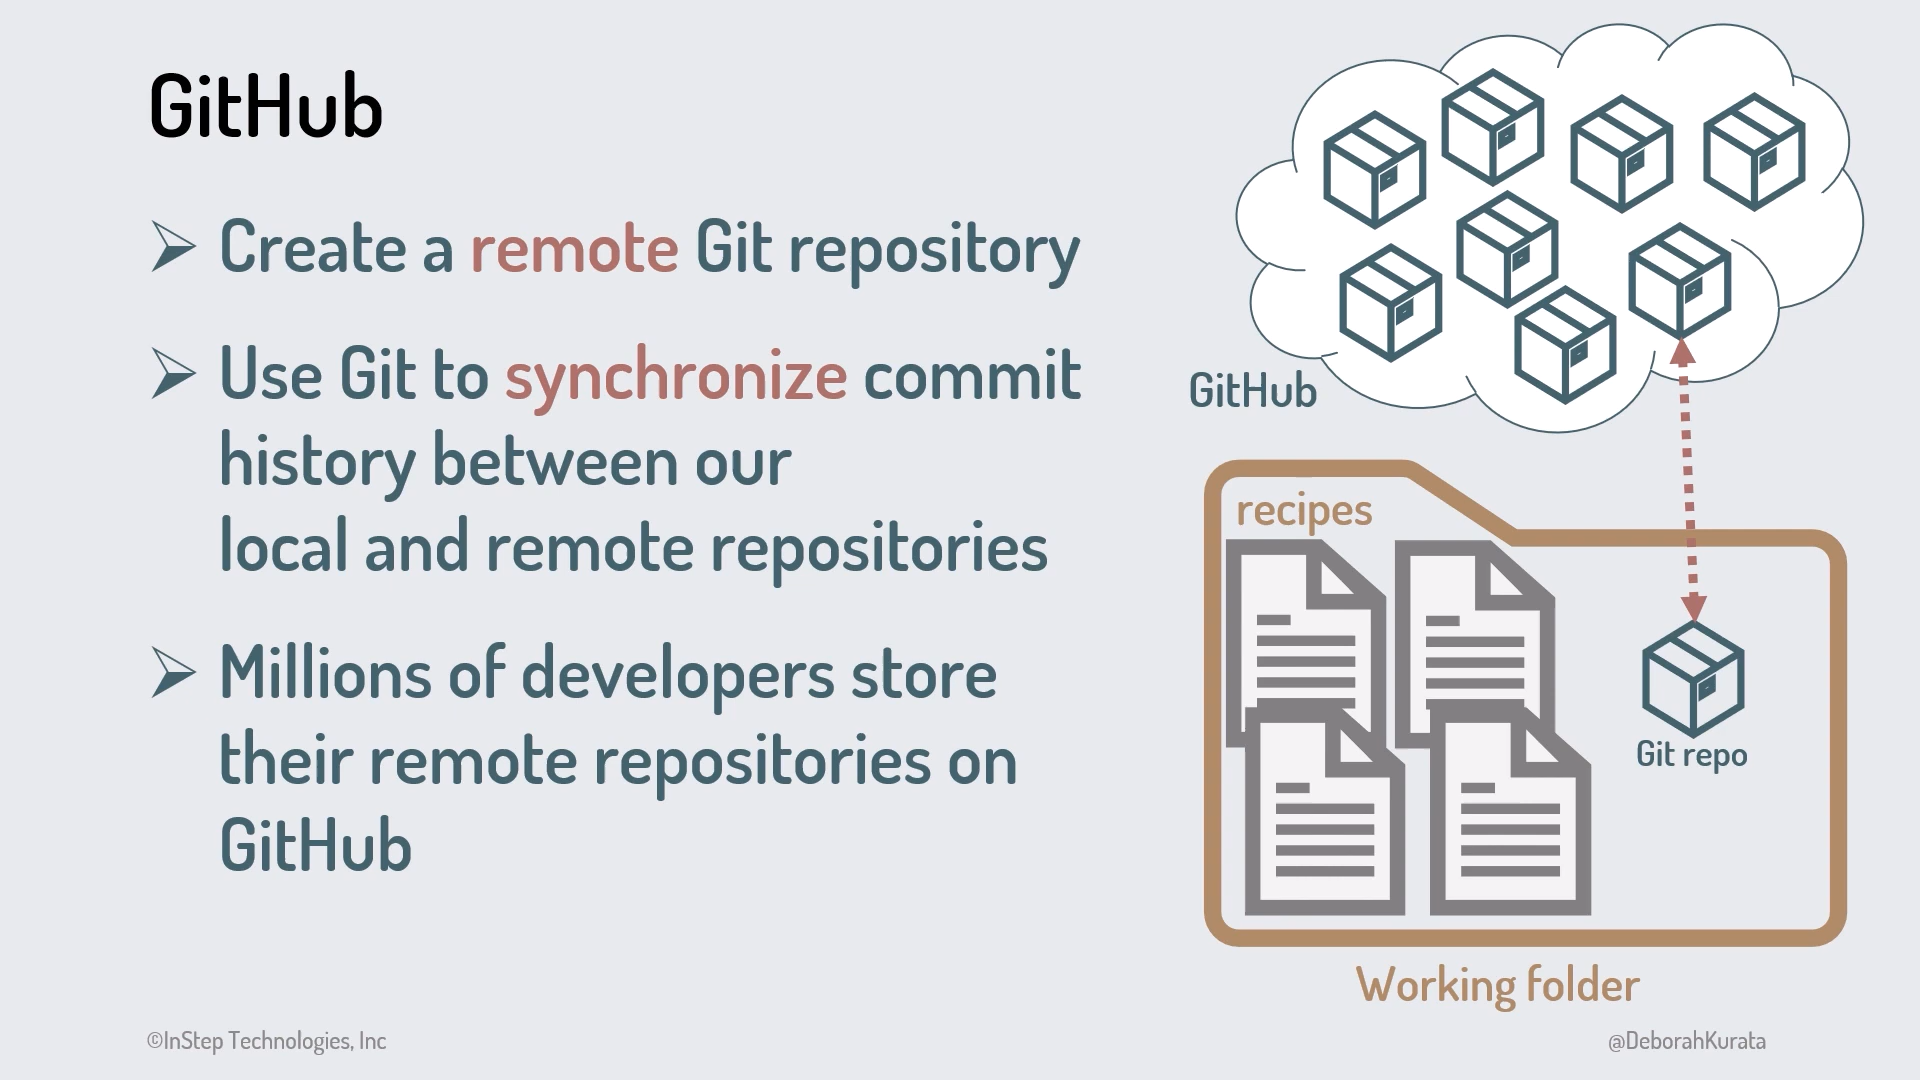 GitHub
Create a remote Git repository
Use Git to synchronize commit
history between our
local and remote repositories
Millions of developers store
their remote repositories on
GitHub
GitHub
recipes
Git repo
Working folder
©InStep Technologies, Inc
@DeborahKurata